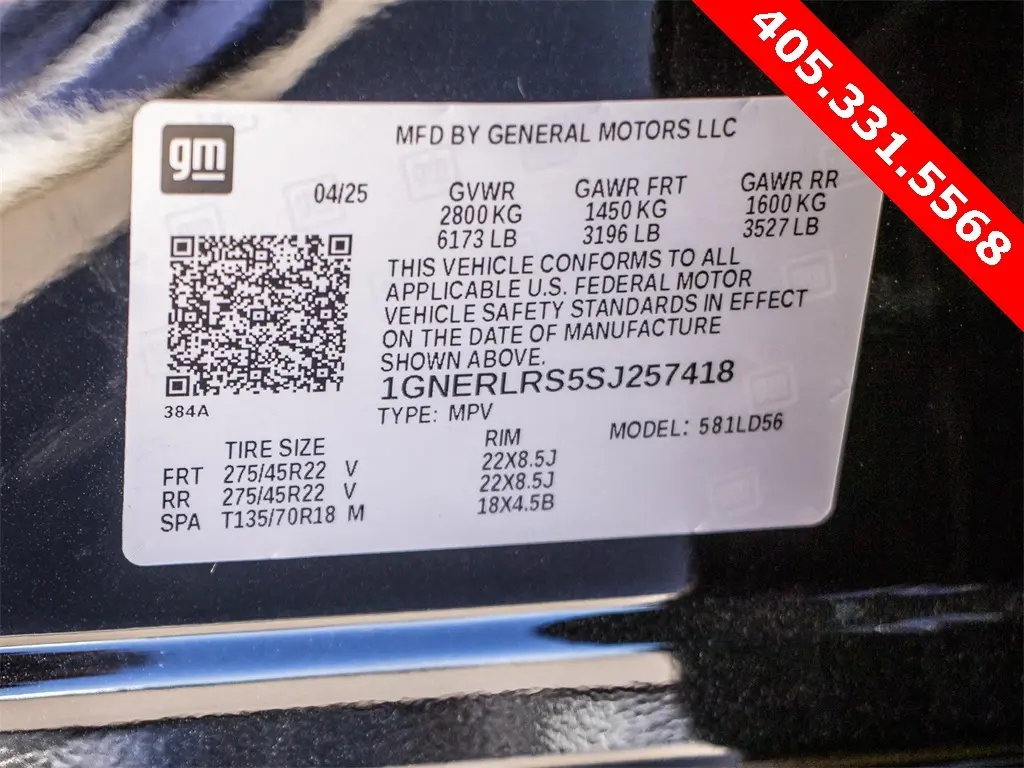 405.331.5568
gm
MFD BY GENERAL MOTORS LLC
04/25
GVWR GAWR FRT GAWR RR
2800 KG 1450 KG 1600 KG
6173 LB 3196 LB 3527 LB
THIS VEHICLE CONFORMS TO ALL
APPLICABLE U.S. FEDERAL MOTOR
VEHICLE SAFETY STANDARDS IN EFFECT
ON THE DATE OF MANUFACTURE
SHOWN ABOVE.
1GNERLRS5SJ257418
384A
TYPE: MPV
MODEL: 581LD56
TIRE SIZE RIM
FRT 275/45R22 V 22X8.5J
RR 275/45R22 V 22X8.5J
SPA T135/70R18 M 18X4.5B